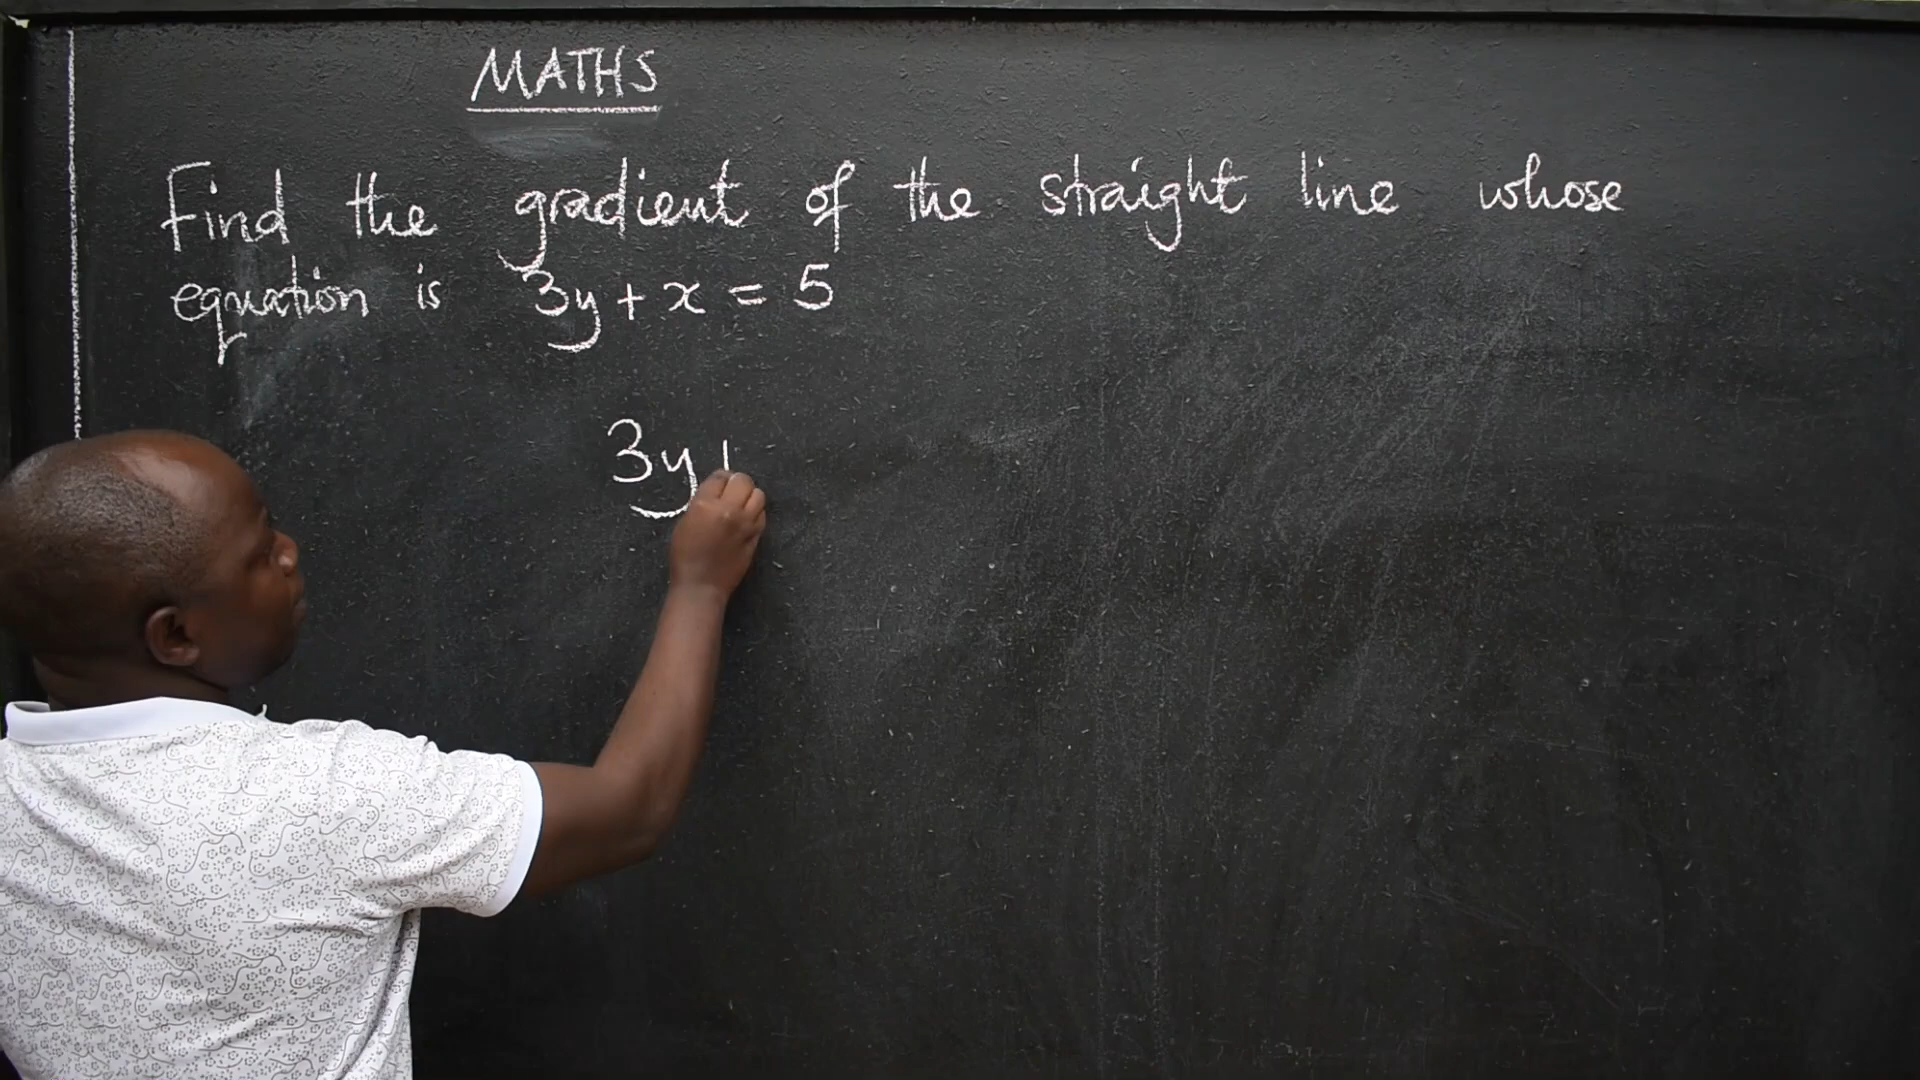 MATHS
Find the gradient of the straight line whose
equation is 3y + x = 5
3y +